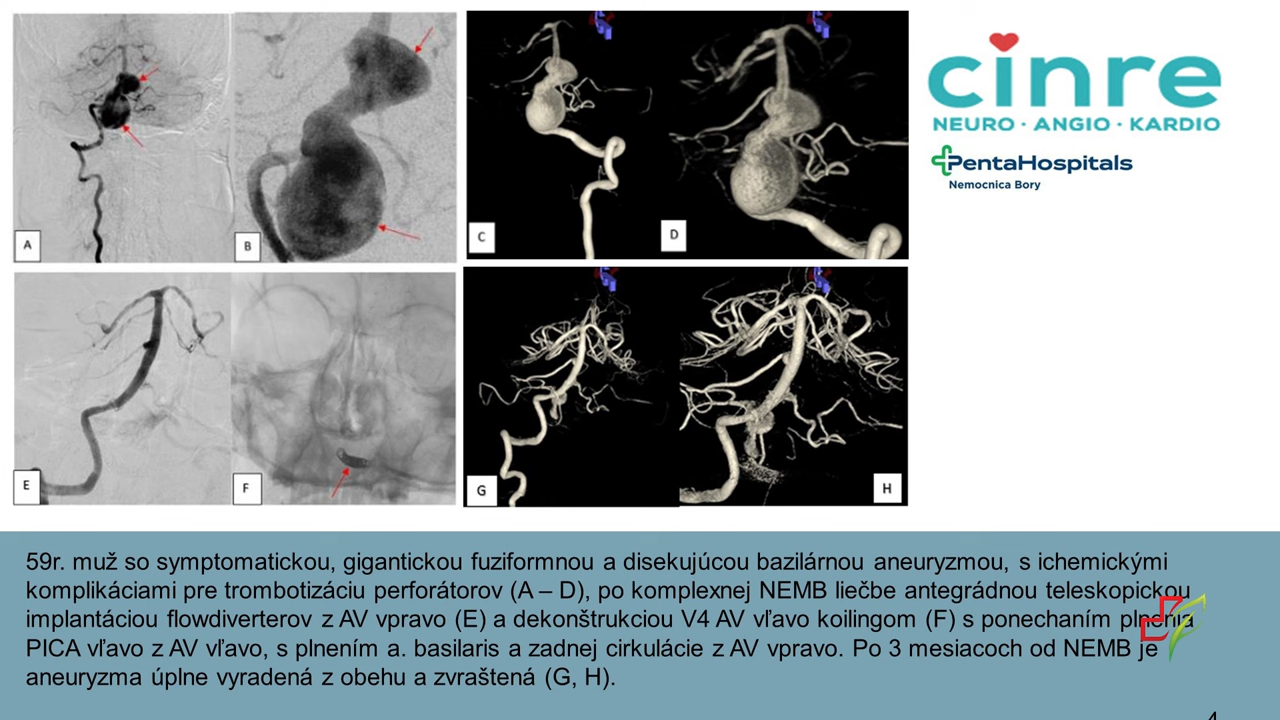 A
B
C
D
cinre
NEURO · ANGIO · KARDIO
PentaHospitals
Nemocnica Bory
E
F
G
H
59r. muž so symptomatickou, gigantickou fuziformnou a disekujúcou bazilárnou aneuryzmou, s ichemickými
komplikáciami pre trombotizáciu perforátorov (A – D), po komplexnej NEMB liečbe antegrádnou teleskopickou
implantáciou flowdiverterov z AV vpravo (E) a dekonštrukciou V4 AV vľavo koilingom (F) s ponechaním plnenia
PICA vľavo z AV vľavo, s plnením a. basilaris a zadnej cirkulácie z AV vpravo. Po 3 mesiacoch od NEMB je
aneuryzma úplne vyradená z obehu a zvraštená (G, H).
4